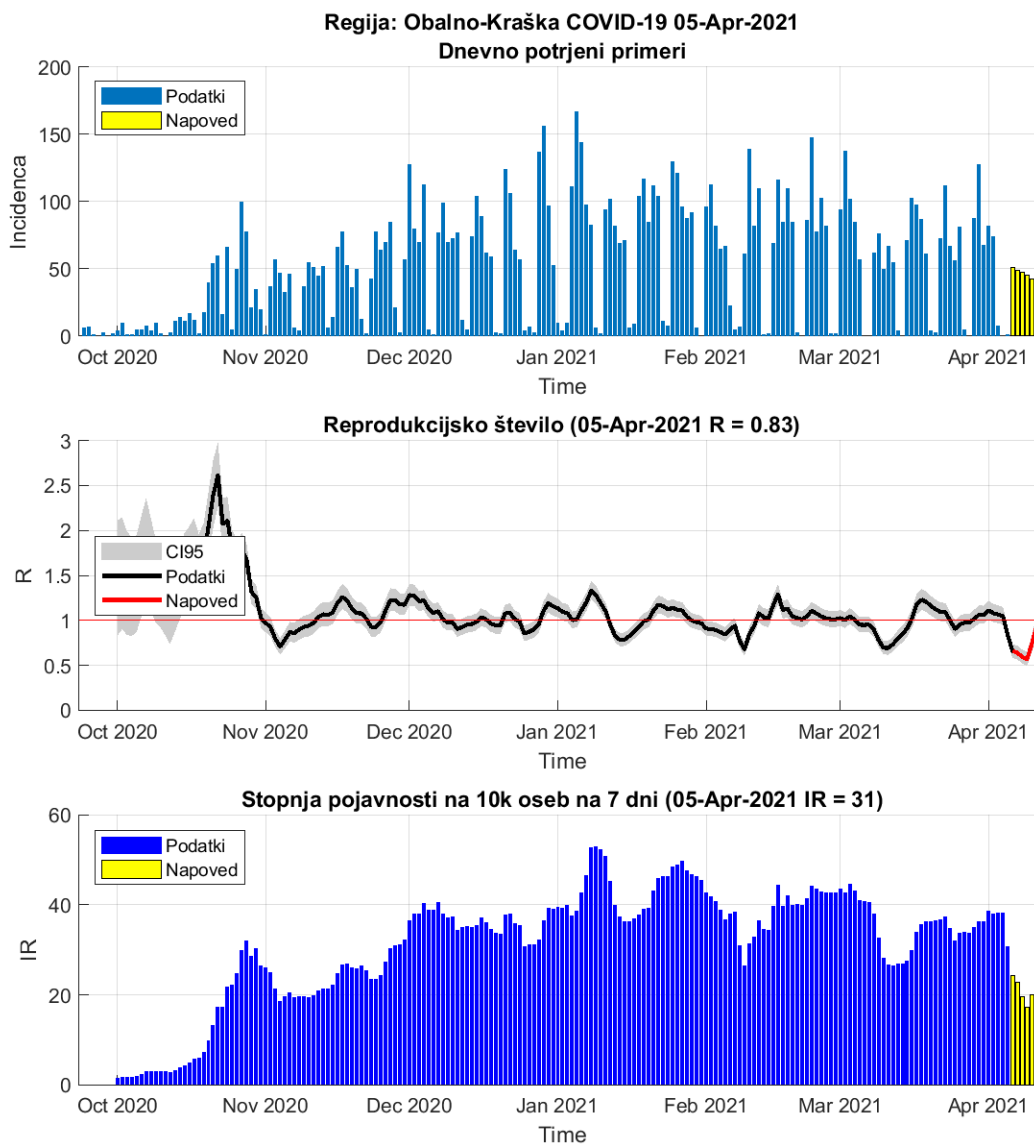 Regija: Obalno-Kraška COVID-19 05-Apr-2021
Dnevno potrjeni primeri
200
150
100
50
0
Incidenca
Podatki
Napoved
Oct 2020 Nov 2020 Dec 2020 Jan 2021 Feb 2021 Mar 2021 Apr 2021
Time
Reprodukcijsko število (05-Apr-2021 R = 0.83)
3
2.5
2
1.5
1
0.5
0
R
CI95
Podatki
Napoved
Oct 2020 Nov 2020 Dec 2020 Jan 2021 Feb 2021 Mar 2021 Apr 2021
Time
Stopnja pojavnosti na 10k oseb na 7 dni (05-Apr-2021 IR = 31)
60
40
20
0
IR
Podatki
Napoved
Oct 2020 Nov 2020 Dec 2020 Jan 2021 Feb 2021 Mar 2021 Apr 2021
Time